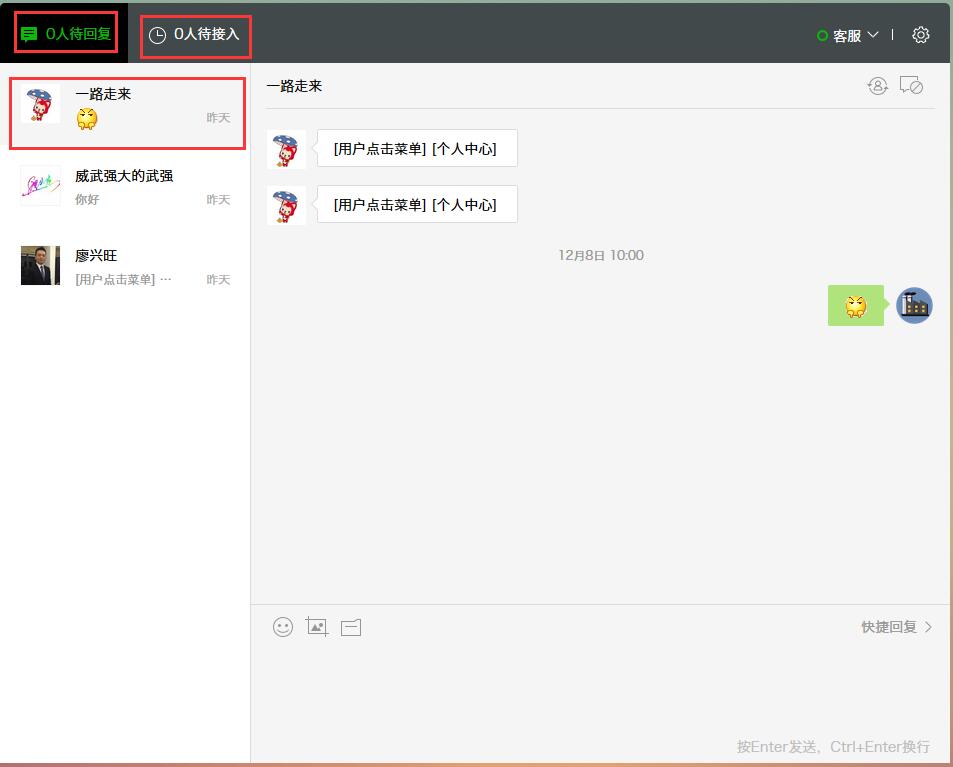 0人待回复
0人待接入
客服
一路走来
昨天
威武强大的武强
你好
昨天
廖兴旺
[用户点击菜单] ...
昨天
一路走来
[用户点击菜单] [个人中心]
[用户点击菜单] [个人中心]
12月8日 10:00
快捷回复
按Enter发送，Ctrl+Enter换行